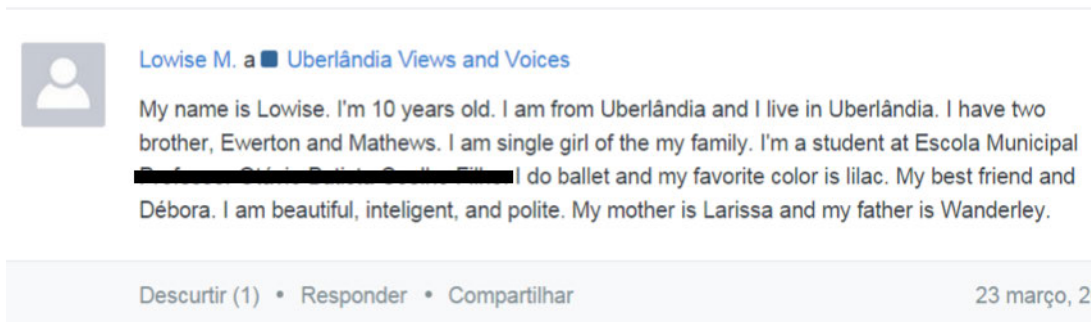 Lowise M. a Uberlândia Views and Voices
My name is Lowise. I'm 10 years old. I am from Uberlândia and I live in Uberlândia. I have two
brother, Ewerton and Mathews. I am single girl of the my family. I'm a student at Escola Municipal
I do ballet and my favorite color is lilac. My best friend and
Débora. I am beautiful, inteligent, and polite. My mother is Larissa and my father is Wanderley.
Descurtir (1) • Responder • Compartilhar 23 março, 2